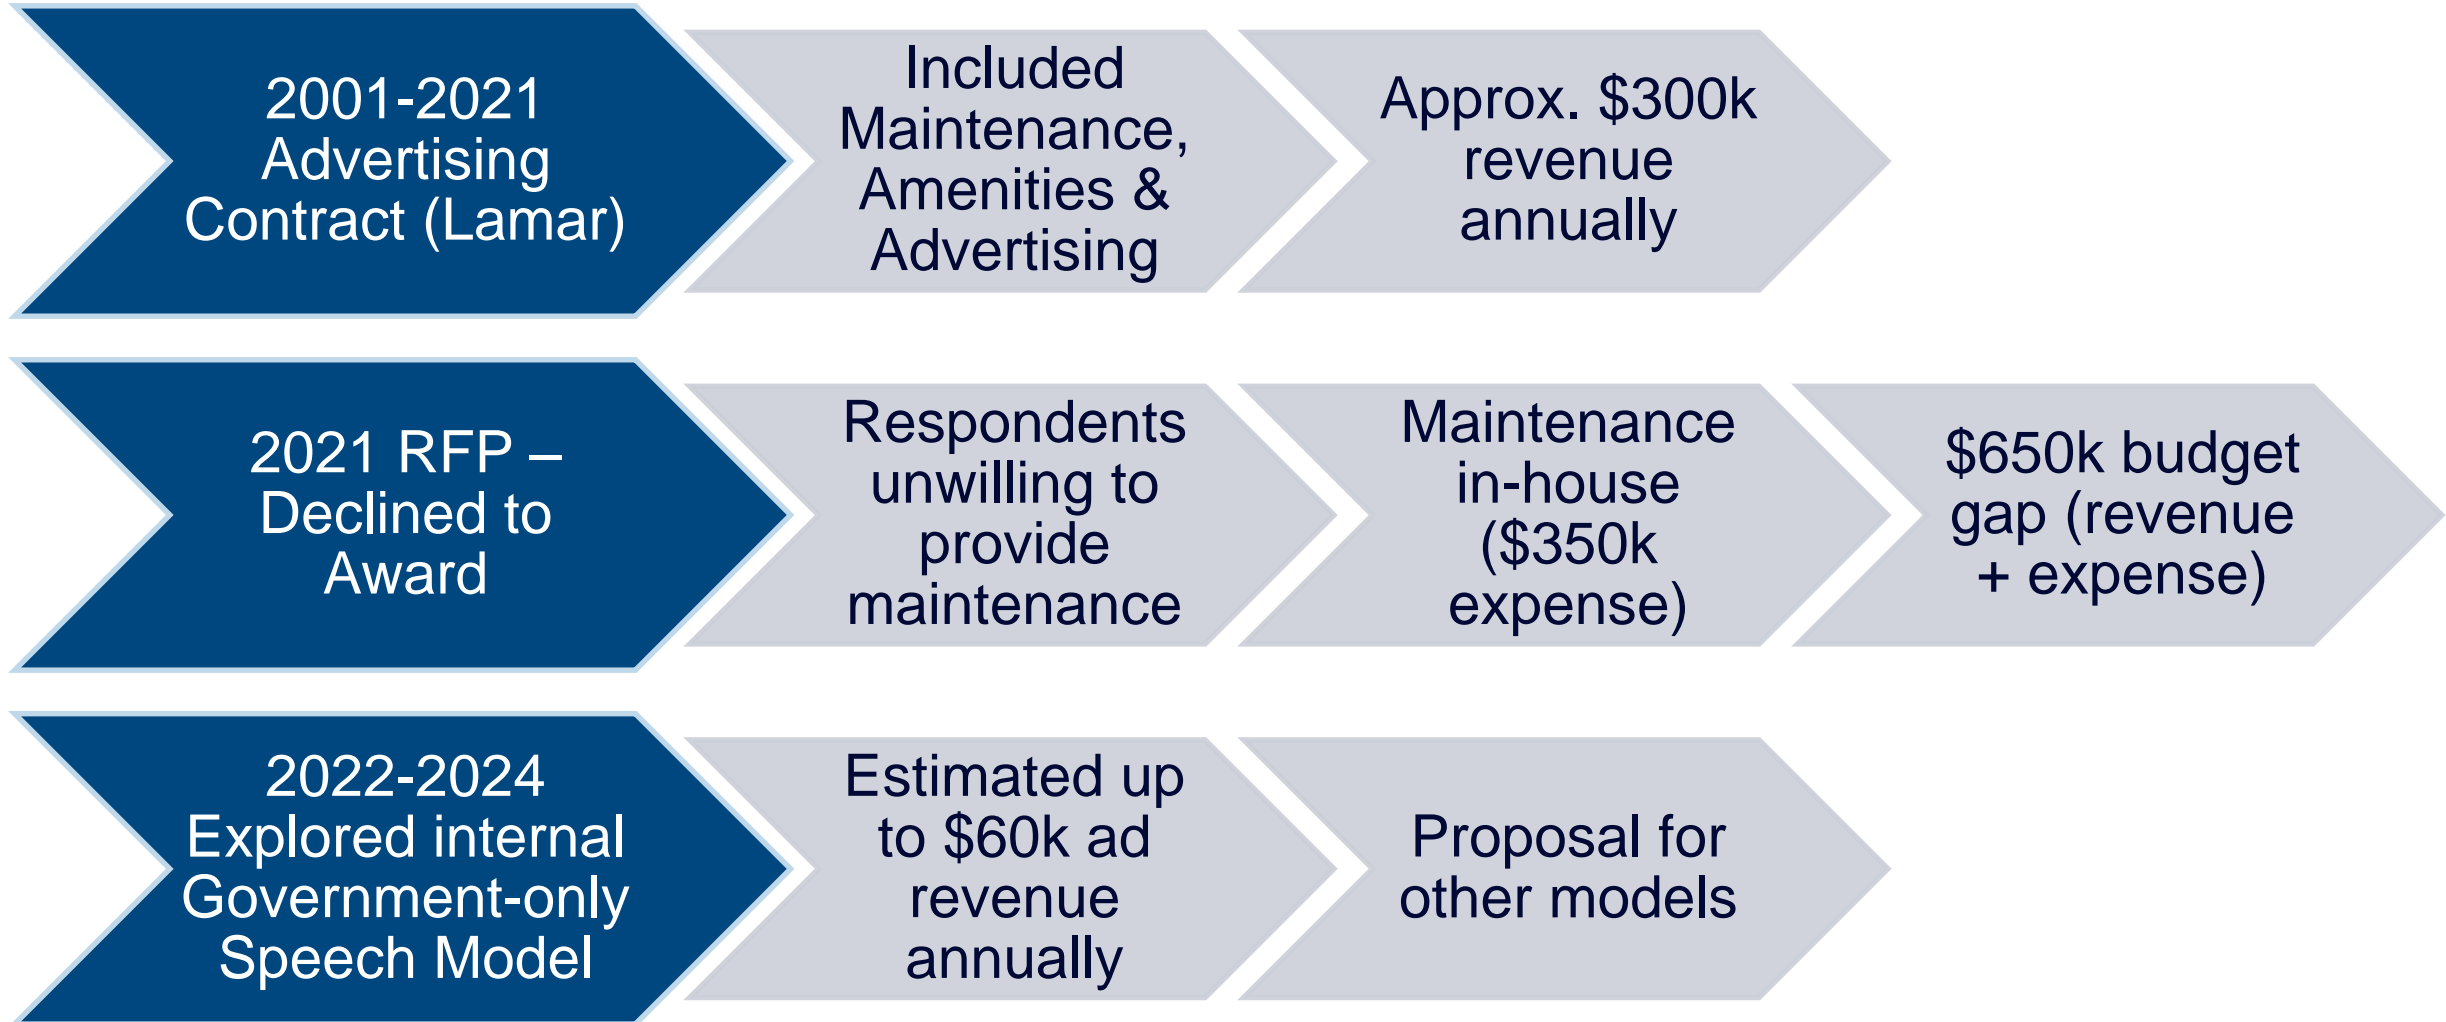 2001-2021
Advertising
Contract (Lamar)
Included
Maintenance,
Amenities &
Advertising
Approx. $300k
revenue
annually
2021 RFP –
Declined to
Award
Respondents
unwilling to
provide
maintenance
Maintenance
in-house
($350k
expense)
$650k budget
gap (revenue
+ expense)
2022-2024
Explored internal
Government-only
Speech Model
Estimated up
to $60k ad
revenue
annually
Proposal for
other models